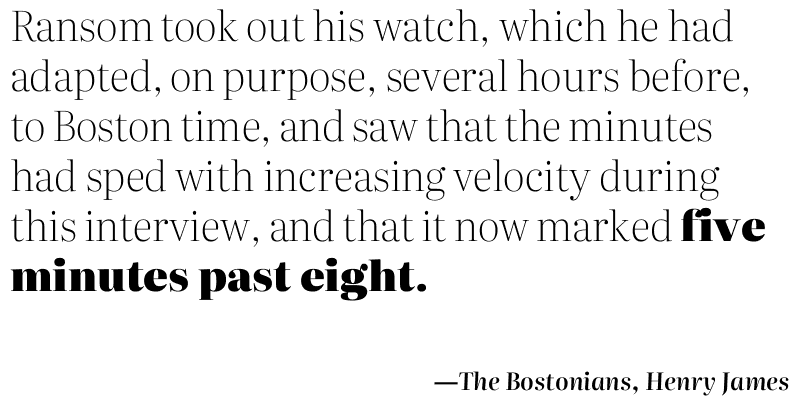 Ransom took out his watch, which he had
adapted, on purpose, several hours before,
to Boston time, and saw that the minutes
had sped with increasing velocity during
this interview, and that it now marked five
minutes past eight.
—The Bostonians, Henry James